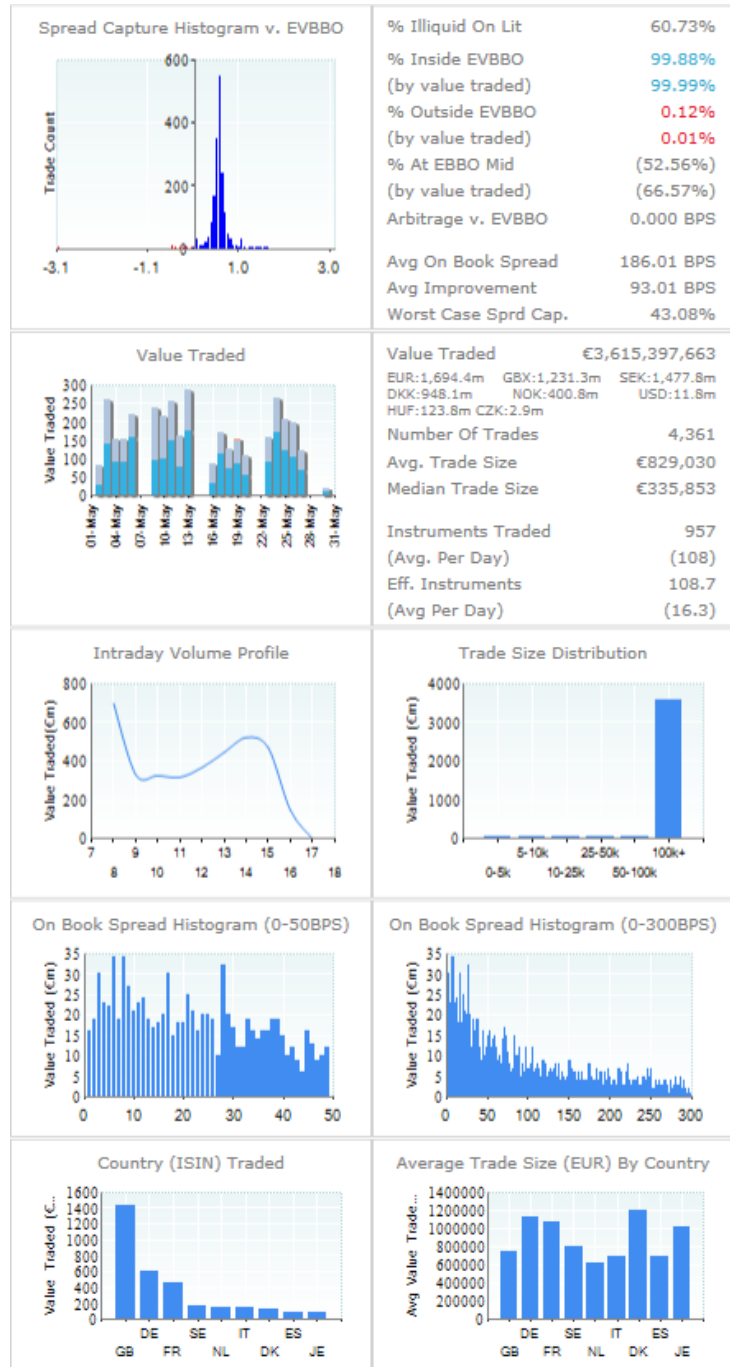 Spread Capture Histogram v. EVBBO
Trade Count
600
400
200
0
-3.1 -1.1 1.0 3.0
% Illiquid On Lit 60.73%
% Inside EVBBO 99.88%
(by value traded) 99.99%
% Outside EVBBO 0.12%
(by value traded) 0.01%
% At EBBO Mid (52.56%)
(by value traded) (66.57%)
Arbitrage v. EVBBO 0.000 BPS
Avg On Book Spread 186.01 BPS
Avg Improvement 93.01 BPS
Worst Case Sprd Cap. 43.08%
Value Traded
Value Traded
300
250
200
150
100
50
0
01-May 04-May 07-May 10-May 13-May 16-May 19-May 22-May 25-May 28-May 31-May
Value Traded €3,615,397,663
EUR:1,694.4m GBX:1,231.3m SEK:1,477.8m
DKK:948.1m NOK:400.8m USD:11.8m
HUF:123.8m CZK:2.9m
Number Of Trades 4,361
Avg. Trade Size €829,030
Median Trade Size €335,853
Instruments Traded 957
(Avg. Per Day) (108)
Eff. Instruments 108.7
(Avg Per Day) (16.3)
Intraday Volume Profile
Value Traded(€m)
800
600
400
200
0
7 9 11 13 15 17
8 10 12 14 16 18
Trade Size Distribution
Value Traded (€m)
4000
3000
2000
1000
0
5-10k 25-50k 100k+
0-5k 10-25k 50-100k
On Book Spread Histogram (0-50BPS)
Value Traded (€m)
35
30
25
20
15
10
5
0
0 10 20 30 40 50
On Book Spread Histogram (0-300BPS)
Value Traded (€m)
35
30
25
20
15
10
5
0
0 50 100 150 200 250 300
Country (ISIN) Traded
Value Traded (€...
1600
1400
1200
1000
800
600
400
200
0
DE SE IT ES
GB FR NL DK JE
Average Trade Size (EUR) By Country
Avg Value Trade...
1400000
1200000
1000000
800000
600000
400000
200000
0
DE SE IT ES
GB FR NL DK JE